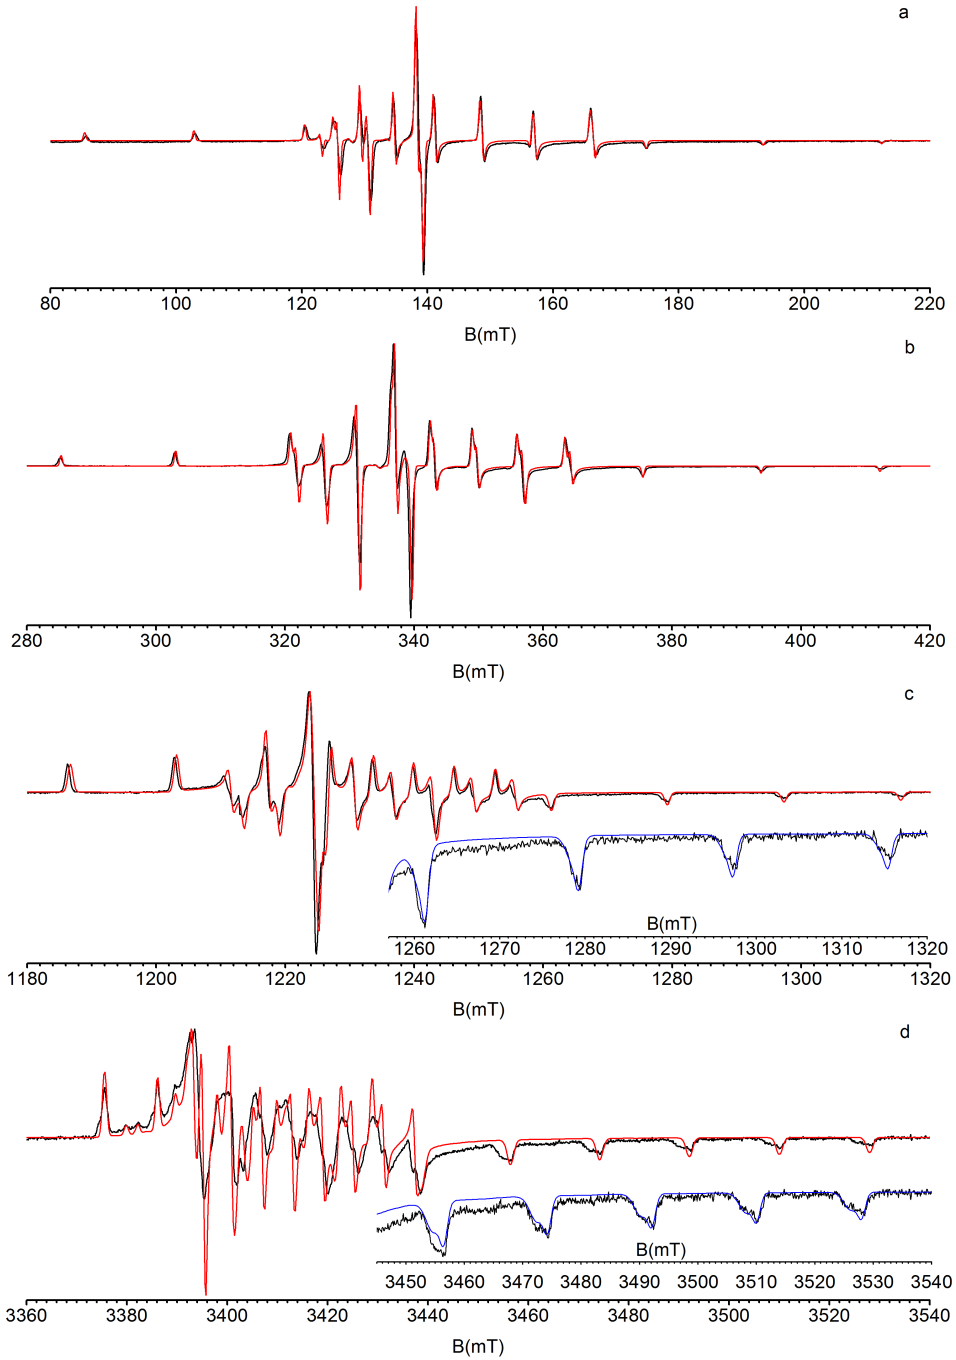 a
80 100 120 140 160 180 200 220
B(mT)
b
280 300 320 340 360 380 400 420
B(mT)
c
B(mT)
1260 1270 1280 1290 1300 1310 1320
1180 1200 1220 1240 1260 1280 1300 1320
B(mT)
d
B(mT)
3450 3460 3470 3480 3490 3500 3510 3520 3530 3540
3360 3380 3400 3420 3440 3460 3480 3500 3520 3540
B(mT)